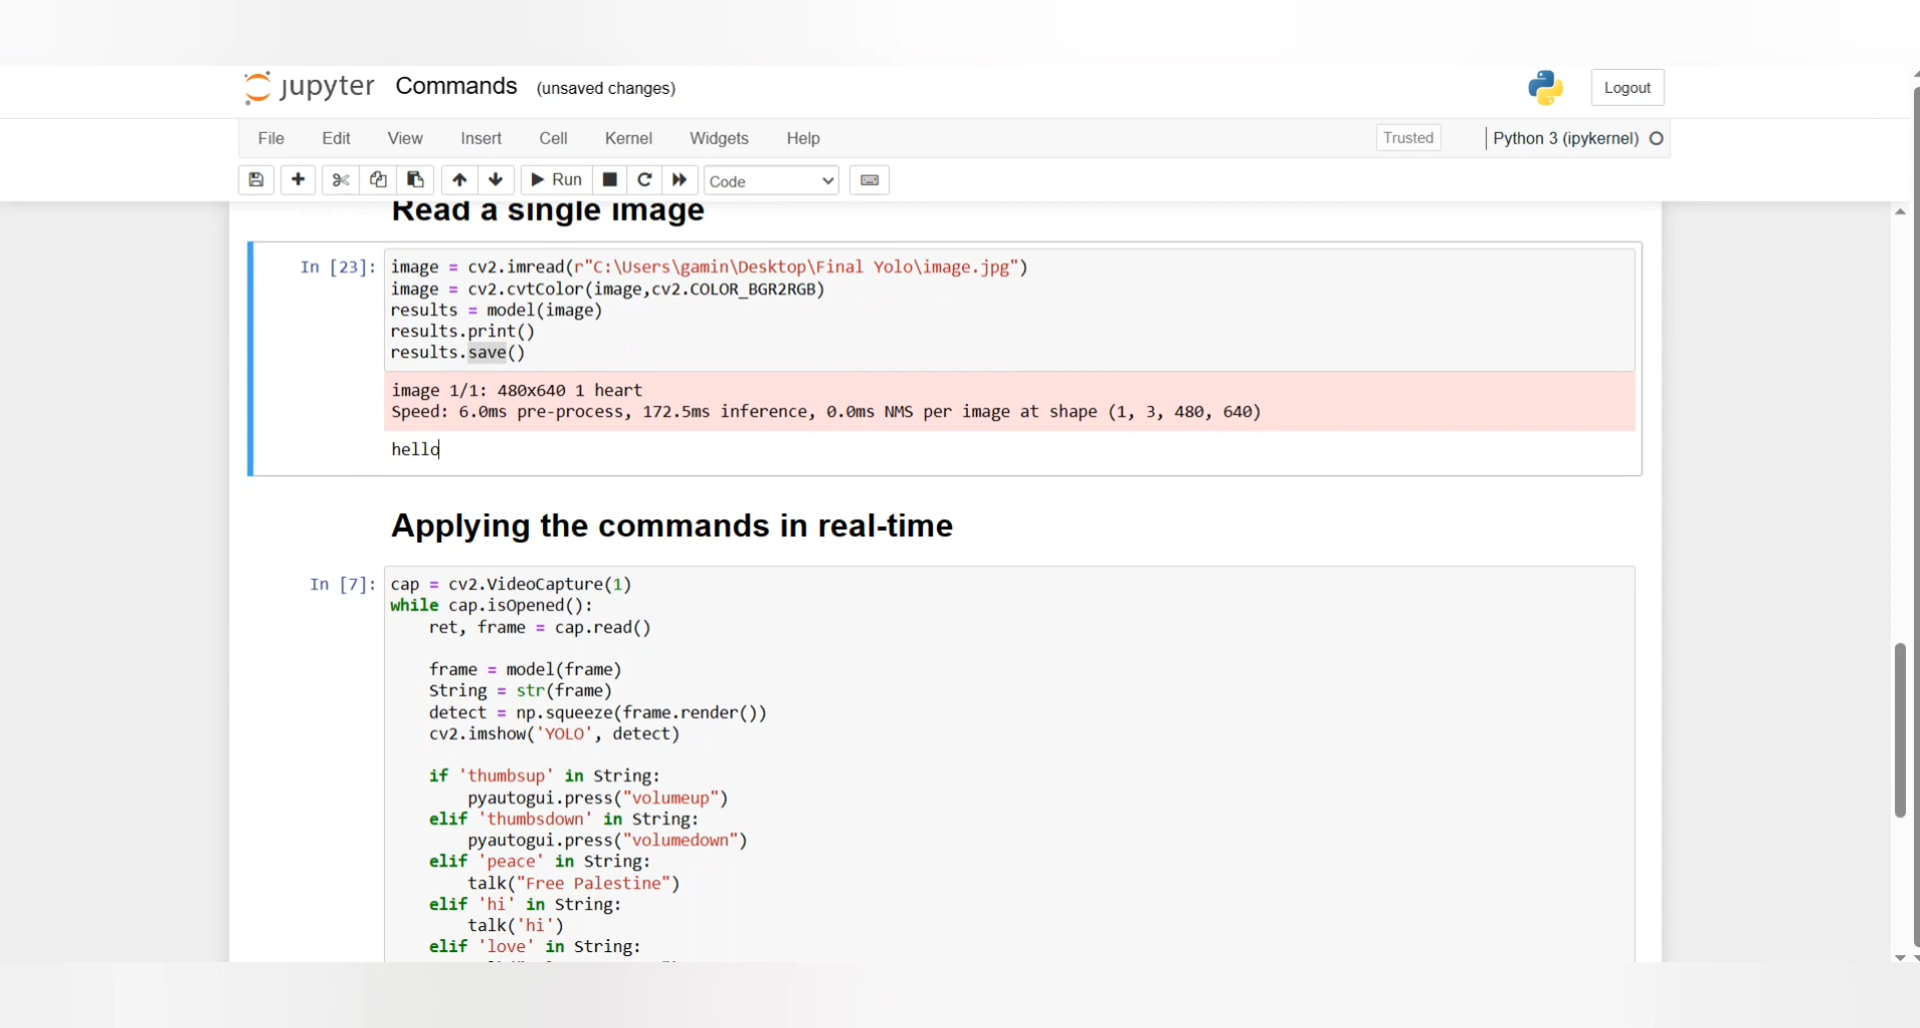 jupyter Commands (unsaved changes) Logout
File Edit View Insert Cell Kernel Widgets Help Trusted Python 3 (ipykernel)
Run Code
Read a single image
In [23]:
image = cv2.imread(r"C:\Users\gamin\Desktop\Final Yolo\image.jpg")
image = cv2.cvtColor(image,cv2.COLOR_BGR2RGB)
results = model(image)
results.print()
results.save()
image 1/1: 480x640 1 heart
Speed: 6.0ms pre-process, 172.5ms inference, 0.0ms NMS per image at shape (1, 3, 480, 640)
hello
Applying the commands in real-time
In [7]:
cap = cv2.VideoCapture(1)
while cap.isOpened():
    ret, frame = cap.read()
    frame = model(frame)
    String = str(frame)
    detect = np.squeeze(frame.render())
    cv2.imshow('YOLO', detect)
    if 'thumbsup' in String:
        pyautogui.press("volumeup")
    elif 'thumbsdown' in String:
        pyautogui.press("volumedown")
    elif 'peace' in String:
        talk("Free Palestine")
    elif 'hi' in String:
        talk('hi')
    elif 'love' in String: